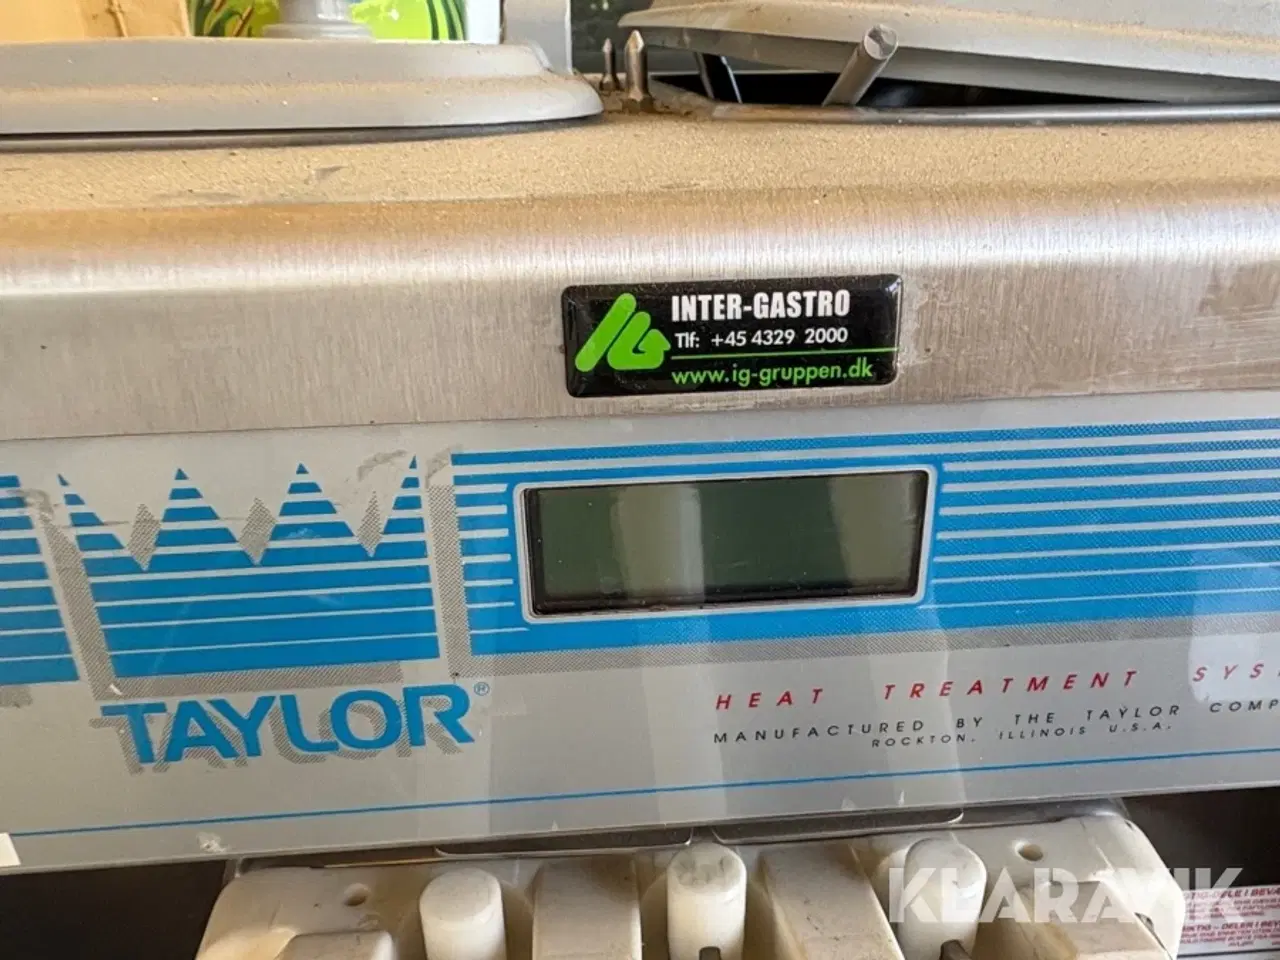 INTER-GASTRO
Tlf: +45 4329 2000
www.ig-gruppen.dk
TAYLOR®
HEAT TREATMENT SYS
MANUFACTURED BY THE TAYLOR COMP
ROCKTON, ILLINOIS U.S.A.
KLARAVIK